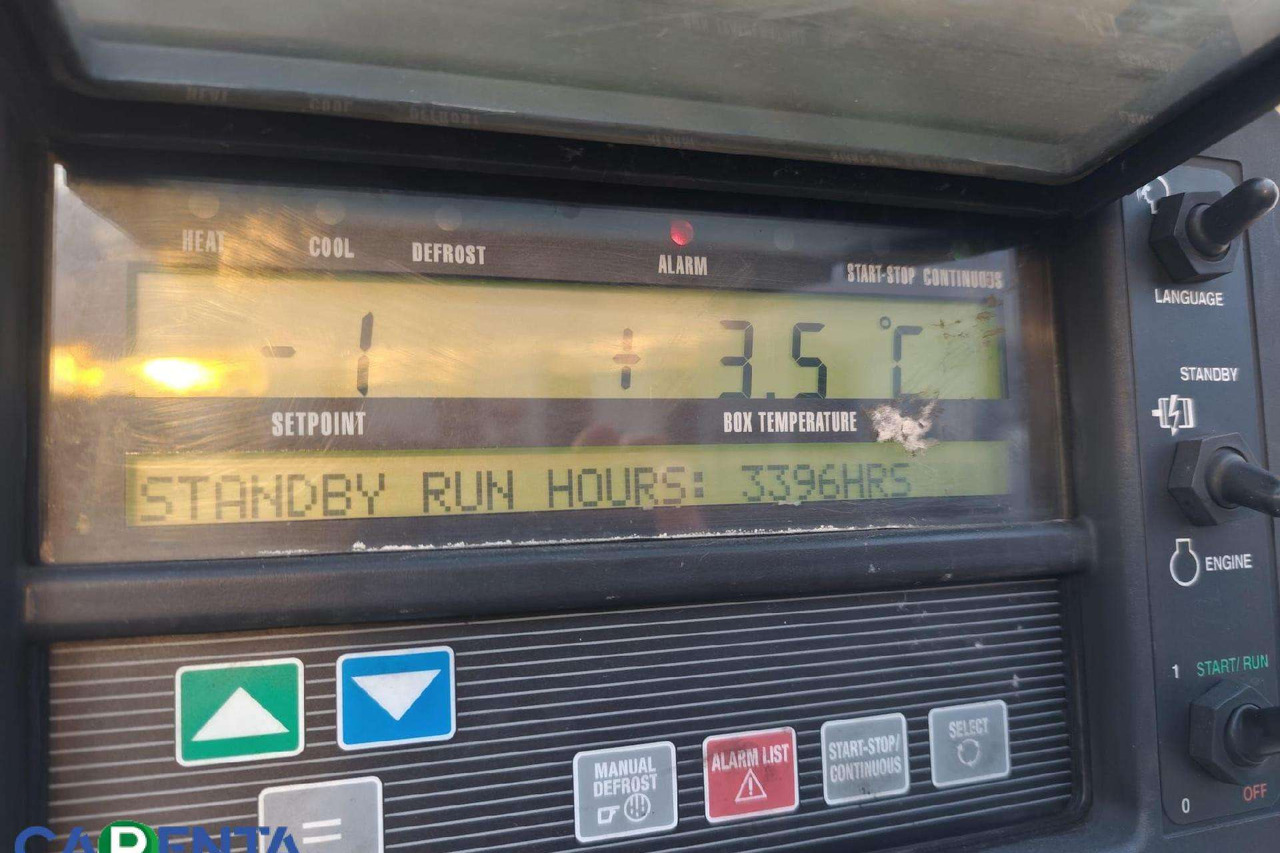 HEAT COOL DEFROST ALARM START-STOP CONTINUOUS
-1 +3.5 °C
SETPOINT BOX TEMPERATURE
STANDBY RUN HOURS: 3396HRS
LANGUAGE
STANDBY
ENGINE
1 START/RUN
0 OFF
MANUAL DEFROST
ALARM LIST
START-STOP/
CONTINUOUS
SELECT
=
CARENTA